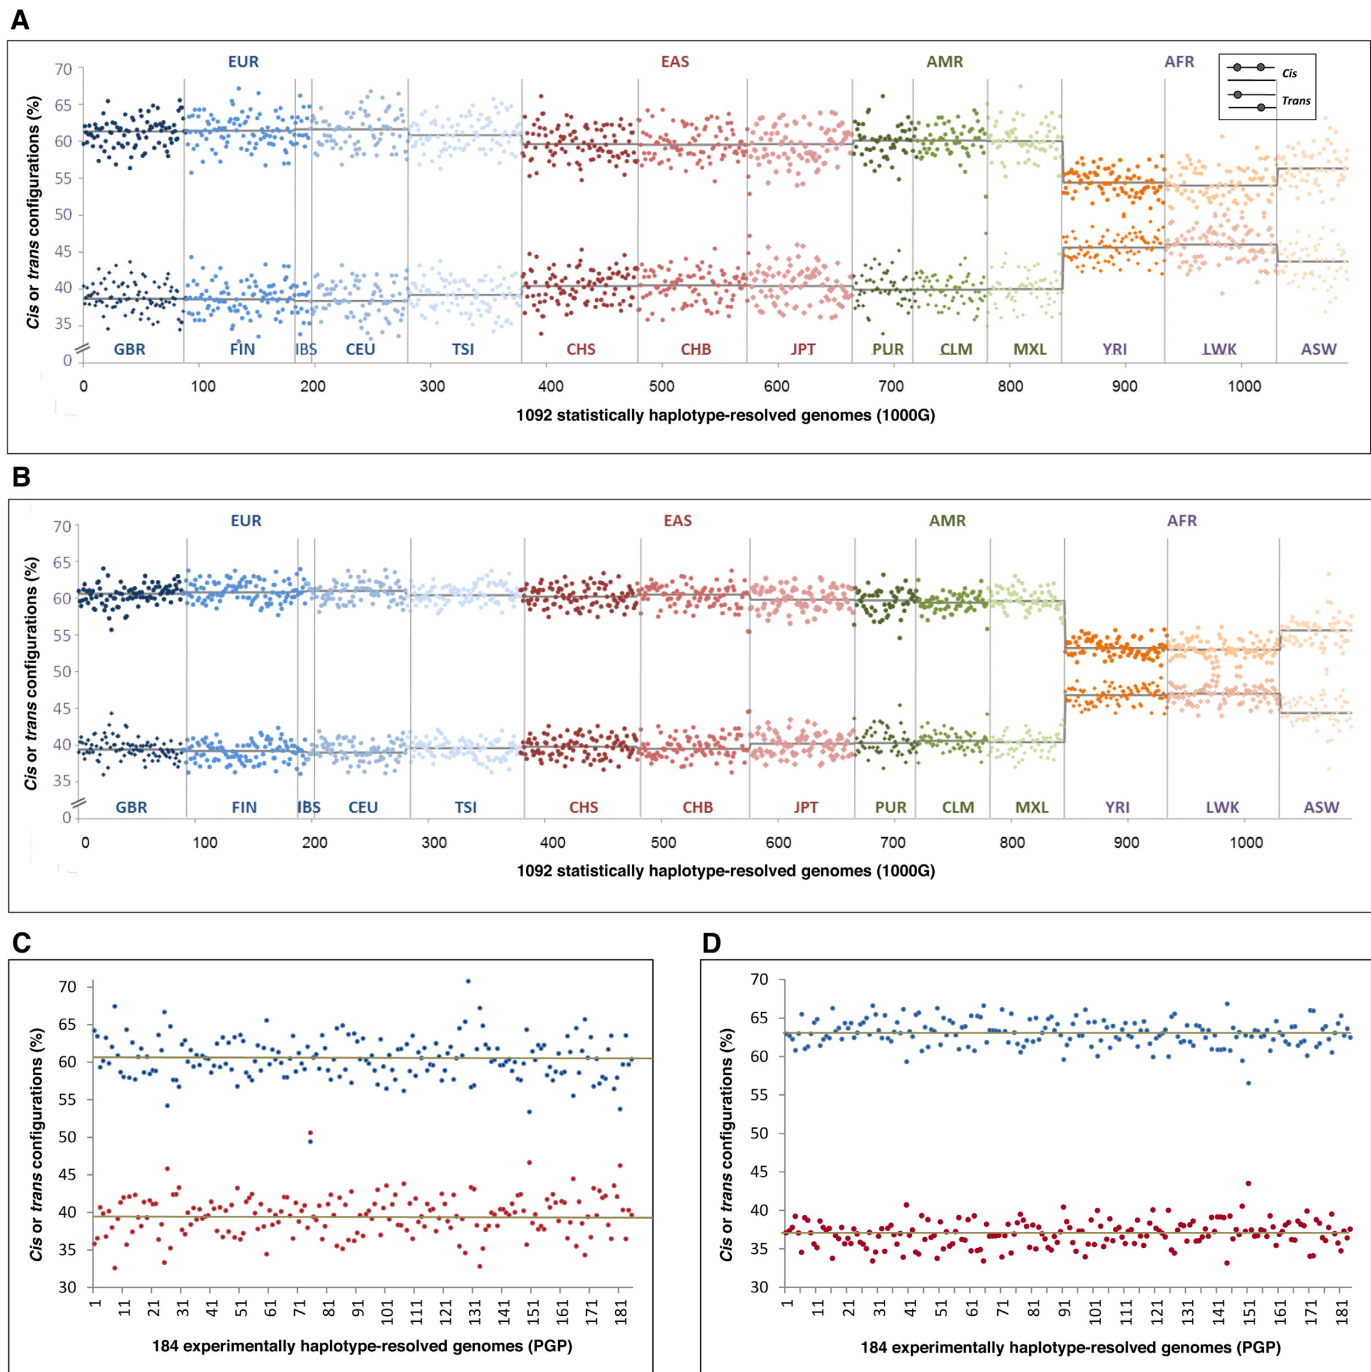 A
EUR EAS AMR AFR
Cis
Trans
Cis or trans configurations (%)
70
65
60
55
50
45
40
35
0
GBR FIN IBS CEU TSI CHS CHB JPT PUR CLM MXL YRI LWK ASW
0 100 200 300 400 500 600 700 800 900 1000
1092 statistically haplotype-resolved genomes (1000G)
B
EUR EAS AMR AFR
Cis or trans configurations (%)
70
65
60
55
50
45
40
35
0
GBR FIN IBS CEU TSI CHS CHB JPT PUR CLM MXL YRI LWK ASW
0 100 200 300 400 500 600 700 800 900 1000
1092 statistically haplotype-resolved genomes (1000G)
C
Cis or trans configurations (%)
70
65
60
55
50
45
40
35
30
1 11 21 31 41 51 61 71 81 91 101 111 121 131 141 151 161 171 181
184 experimentally haplotype-resolved genomes (PGP)
D
Cis or trans configurations (%)
70
65
60
55
50
45
40
35
30
1 11 21 31 41 51 61 71 81 91 101 111 121 131 141 151 161 171 181
184 experimentally haplotype-resolved genomes (PGP)